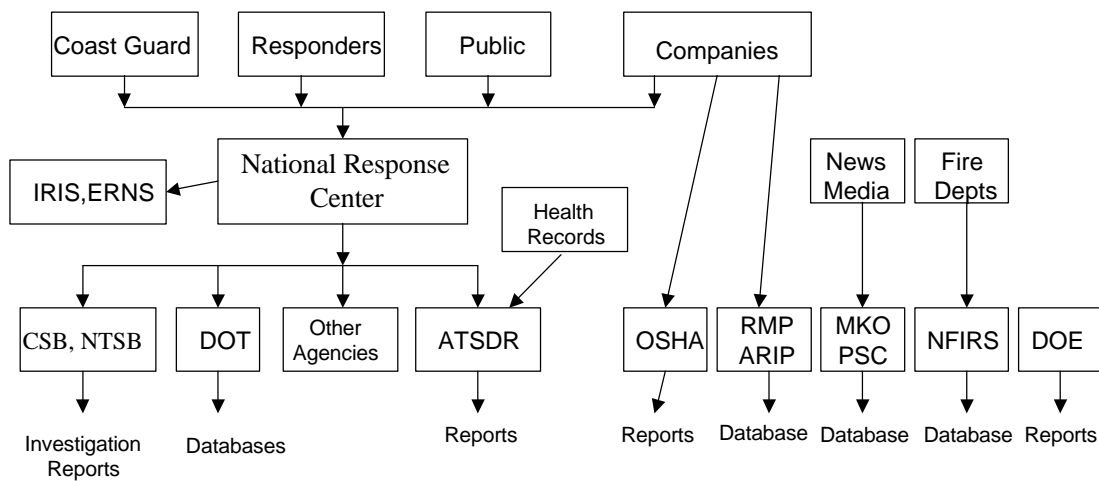 Coast Guard
Responders
Public
Companies
National Response
Center
IRIS,ERNS
News
Media
Fire
Depts
Health
Records
CSB, NTSB
DOT
Other
Agencies
ATSDR
OSHA
RMP
ARIP
MKO
PSC
NFIRS
DOE
Investigation
Reports
Databases
Reports
Reports
Database
Database
Database
Reports